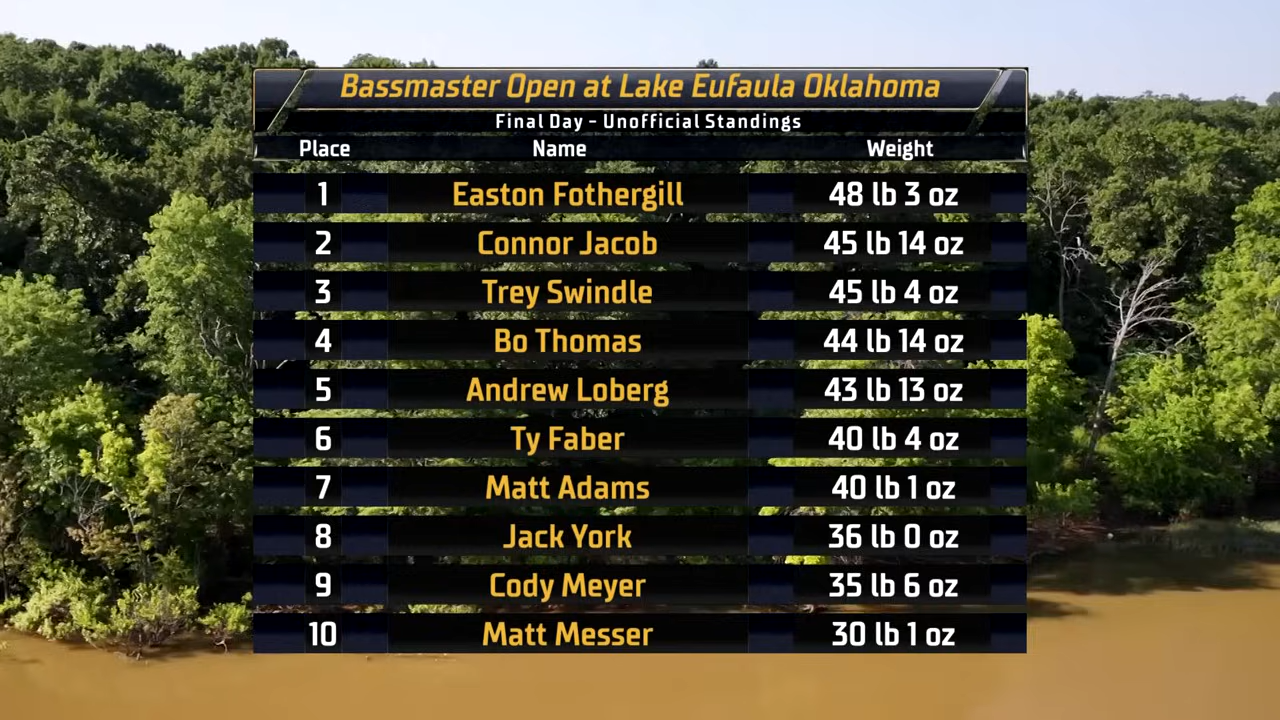 Bassmaster Open at Lake Eufaula Oklahoma
Final Day - Unofficial Standings
Place Name Weight
1 Easton Fothergill 48 lb 3 oz
2 Connor Jacob 45 lb 14 oz
3 Trey Swindle 45 lb 4 oz
4 Bo Thomas 44 lb 14 oz
5 Andrew Loberg 43 lb 13 oz
6 Ty Faber 40 lb 4 oz
7 Matt Adams 40 lb 1 oz
8 Jack York 36 lb 0 oz
9 Cody Meyer 35 lb 6 oz
10 Matt Messer 30 lb 1 oz